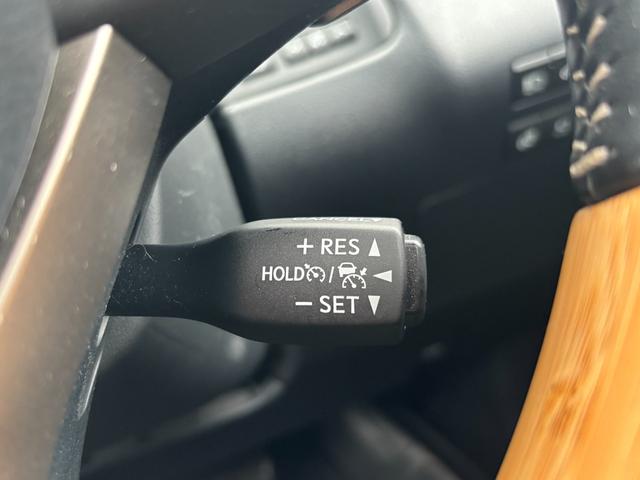 + RES ▲
HOLD / ◀
− SET ▼